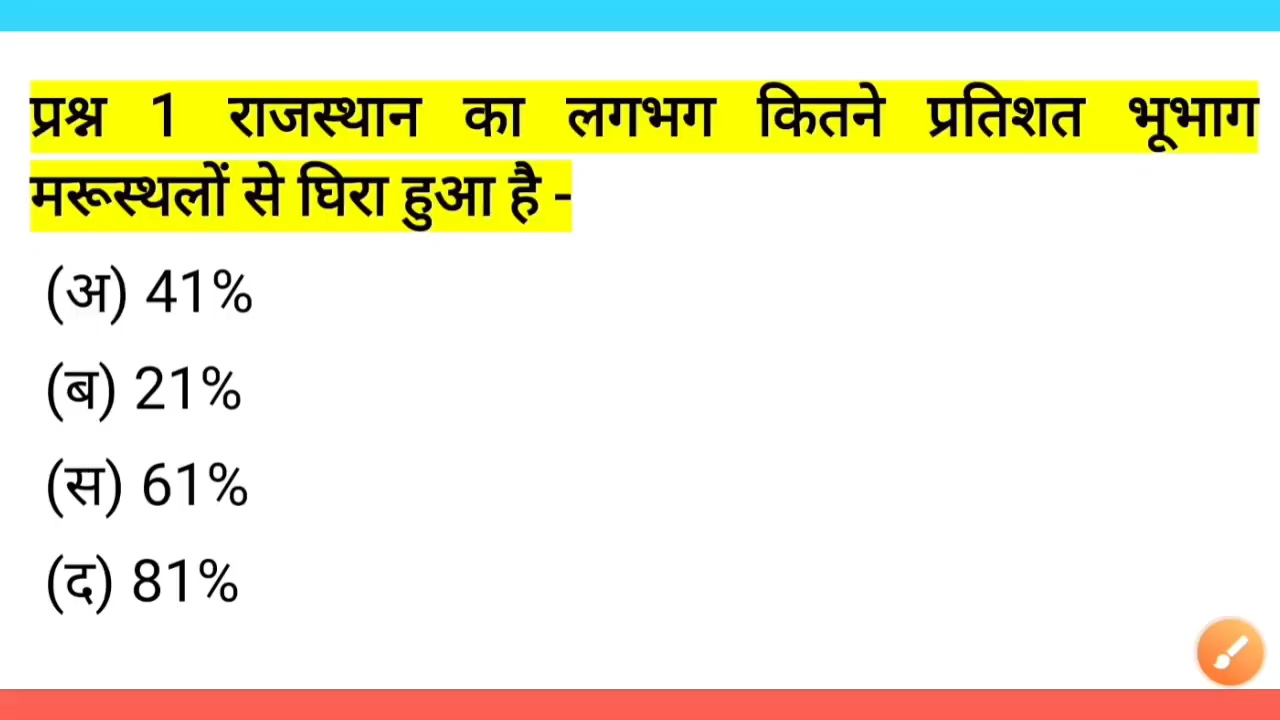 प्रश्न 1 राजस्थान का लगभग कितने प्रतिशत भूभाग
मरूस्थलों से घिरा हुआ है -
(अ) 41%
(ब) 21%
(स) 61%
(द) 81%